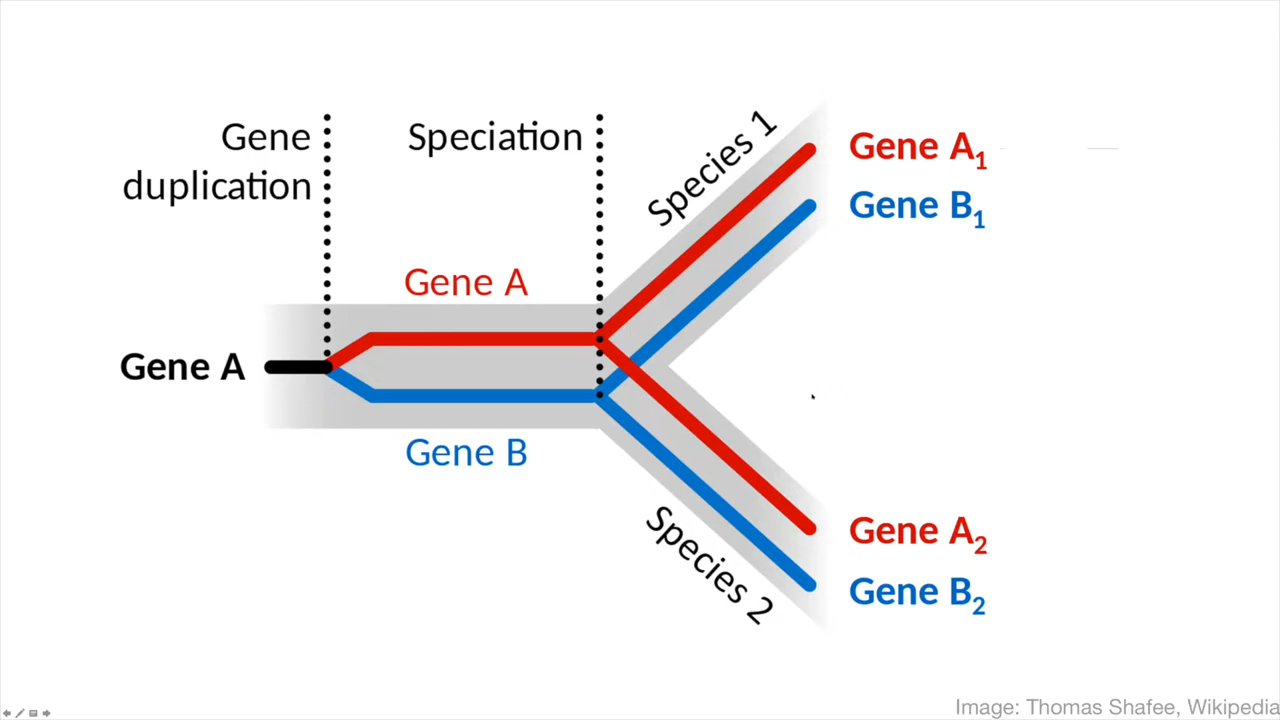 Gene
duplication
Speciation
Species 1
Gene A₁
Gene B₁
Gene A
Gene A
Gene B
Species 2
Gene A₂
Gene B₂
Image: Thomas Shafee, Wikipedia